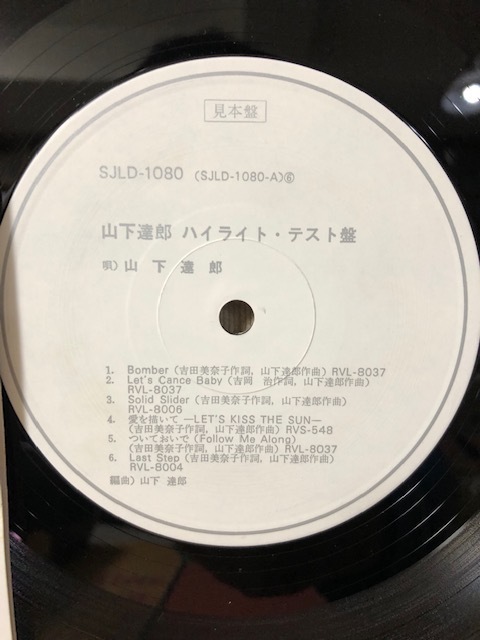 見本盤
SJLD-1080 (SJLD-1080-A)⑥
山下達郎 ハイライト・テスト盤
唄) 山下達郎
1. Bomber (吉田美奈子作詞, 山下達郎作曲) RVL-8037
2. Let's Cance Baby (吉岡 治作詞, 山下達郎作曲)
RVL-8037
3. Solid Slider (吉田美奈子作詞, 山下達郎作曲)
RVL-8006
4. 愛を描いて —LET'S KISS THE SUN—
(吉田美奈子作詞, 山下達郎作曲) RVS-548
5. ついておいで (Follow Me Along)
(吉田美奈子作詞, 山下達郎作曲) RVL-8037
6. Last Step (吉田美奈子作詞, 山下達郎作曲)
RVL-8004
編曲) 山下 達郎